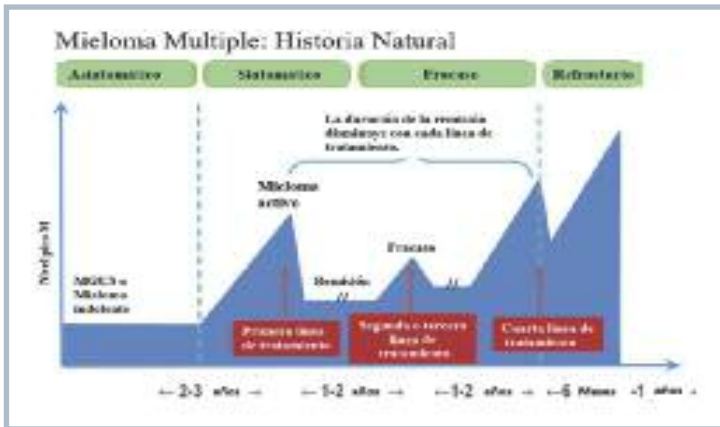 Mieloma Multiple: Historia Natural
Asintomático
Sintomático
Fracaso
Refractario
La duración de la remisión
disminuye con cada línea de
tratamiento.
Mieloma
activo
Fracaso
Nivel pico M
MGUS o
Mieloma
indolente
Remisión
Primera línea
de tratamiento
Segunda o tercera
línea de
tratamiento
Cuarta línea de
tratamiento
← 2-3 años →
← 1-2 años →
← 1-2 años →
← 6 Meses -1 años →